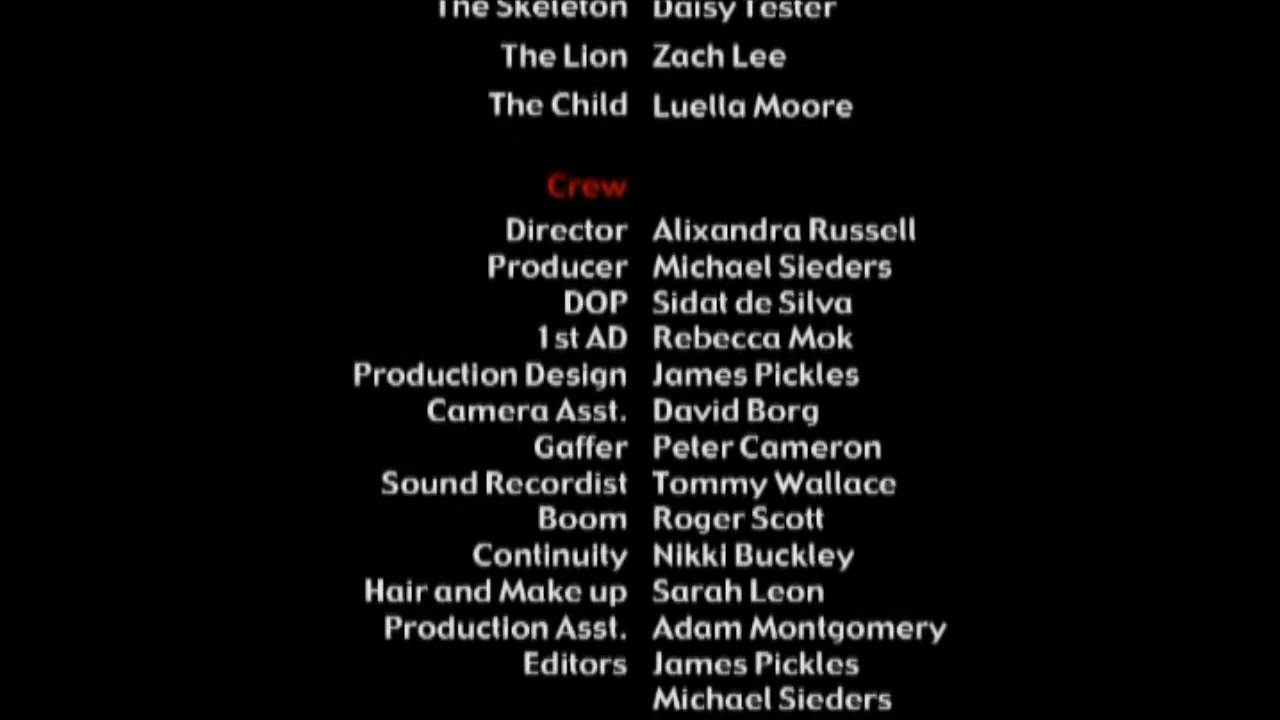 The Skeleton Daisy Tester
The Lion Zach Lee
The Child Luella Moore
Crew
Director Alixandra Russell
Producer Michael Sieders
DOP Sidat de Silva
1st AD Rebecca Mok
Production Design James Pickles
Camera Asst. David Borg
Gaffer Peter Cameron
Sound Recordist Tommy Wallace
Boom Roger Scott
Continuity Nikki Buckley
Hair and Make up Sarah Leon
Production Asst. Adam Montgomery
Editors James Pickles
Michael Sieders